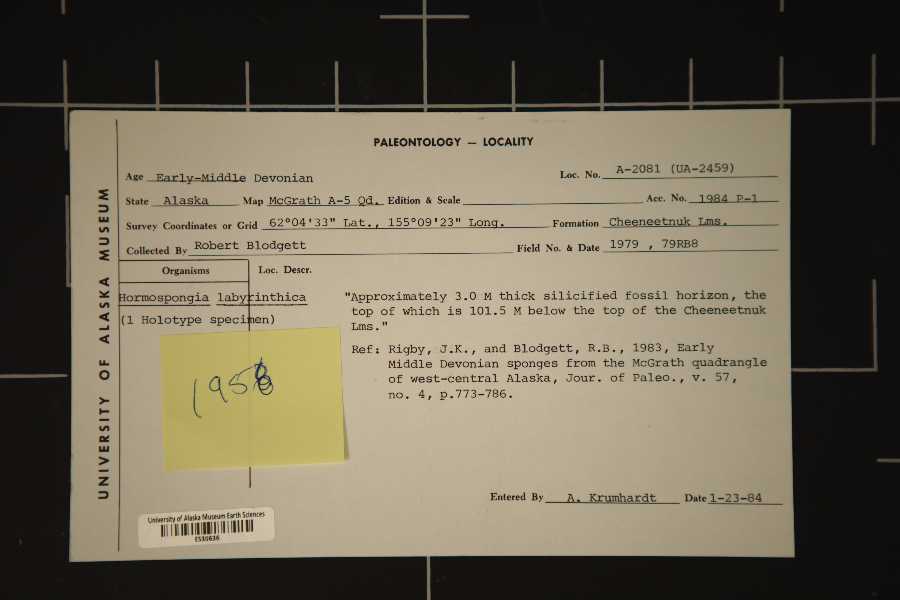 PALEONTOLOGY — LOCALITY
Age Early-Middle Devonian Loc. No. A-2081 (UA-2459)
State Alaska Map McGrath A-5 Qd. Edition & Scale Acc. No. 1984 P-1
Survey Coordinates or Grid 62°04'33" Lat., 155°09'23" Long. Formation Cheeneetnuk Lms.
Collected By Robert Blodgett Field No. & Date 1979 , 79RB8
Organisms Loc. Descr.
Hormospongia labyrinthica
(1 Holotype specimen)
"Approximately 3.0 M thick silicified fossil horizon, the
top of which is 101.5 M below the top of the Cheeneetnuk
Lms."
Ref: Rigby, J.K., and Blodgett, R.B., 1983, Early
Middle Devonian sponges from the McGrath quadrangle
of west-central Alaska, Jour. of Paleo., v. 57,
no. 4, p.773-786.
1958
Entered By A. Krumhardt Date 1-23-84
UNIVERSITY OF ALASKA MUSEUM
University of Alaska Museum Earth Sciences
ES30636